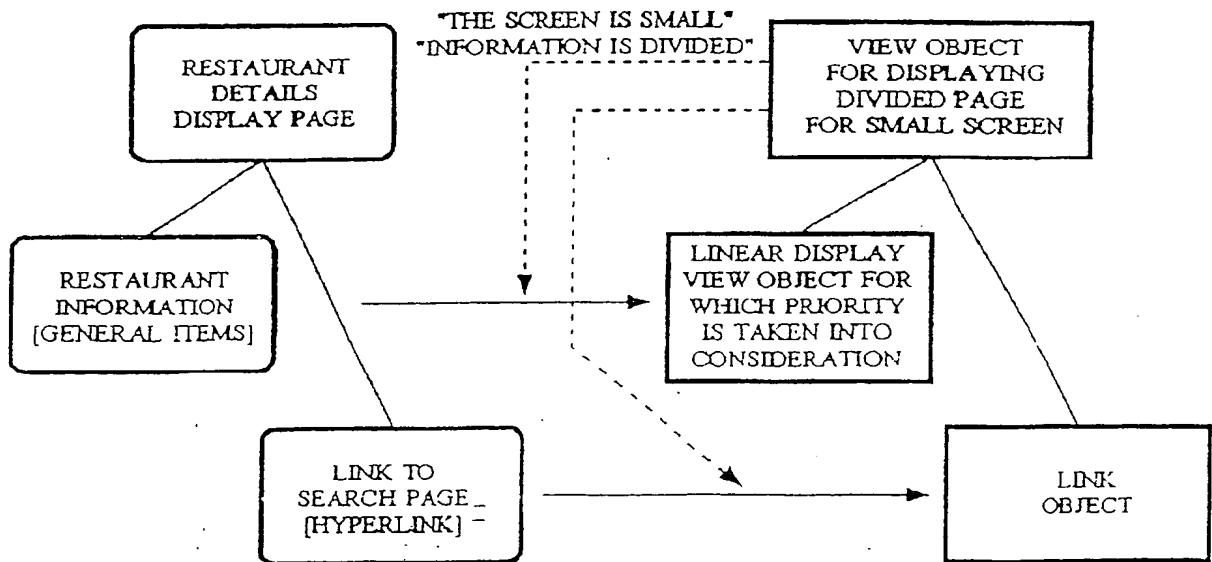 "THE SCREEN IS SMALL"
"INFORMATION IS DIVIDED"
RESTAURANT
DETAILS
DISPLAY PAGE
VIEW OBJECT
FOR DISPLAYING
DIVIDED PAGE
FOR SMALL SCREEN
RESTAURANT
INFORMATION
[GENERAL ITEMS]
LINEAR DISPLAY
VIEW OBJECT FOR
WHICH PRIORITY
IS TAKEN INTO
CONSIDERATION
LINK TO
SEARCH PAGE
[HYPERLINK]
LINK
OBJECT